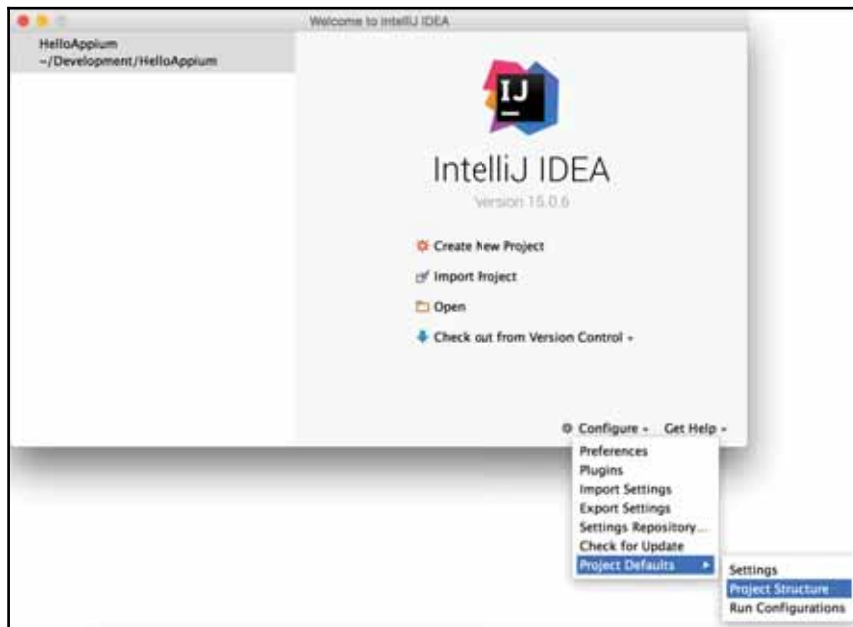 Welcome to IntelliJ IDEA
HelloAppium
~/Development/HelloAppium
IJ
IntelliJ IDEA
Version 15.0.6
Create New Project
Import Project
Open
Check out from Version Control
Configure
Get Help
Preferences
Plugins
Import Settings
Export Settings
Settings Repository...
Check for Update
Project Defaults
Settings
Project Structure
Run Configurations